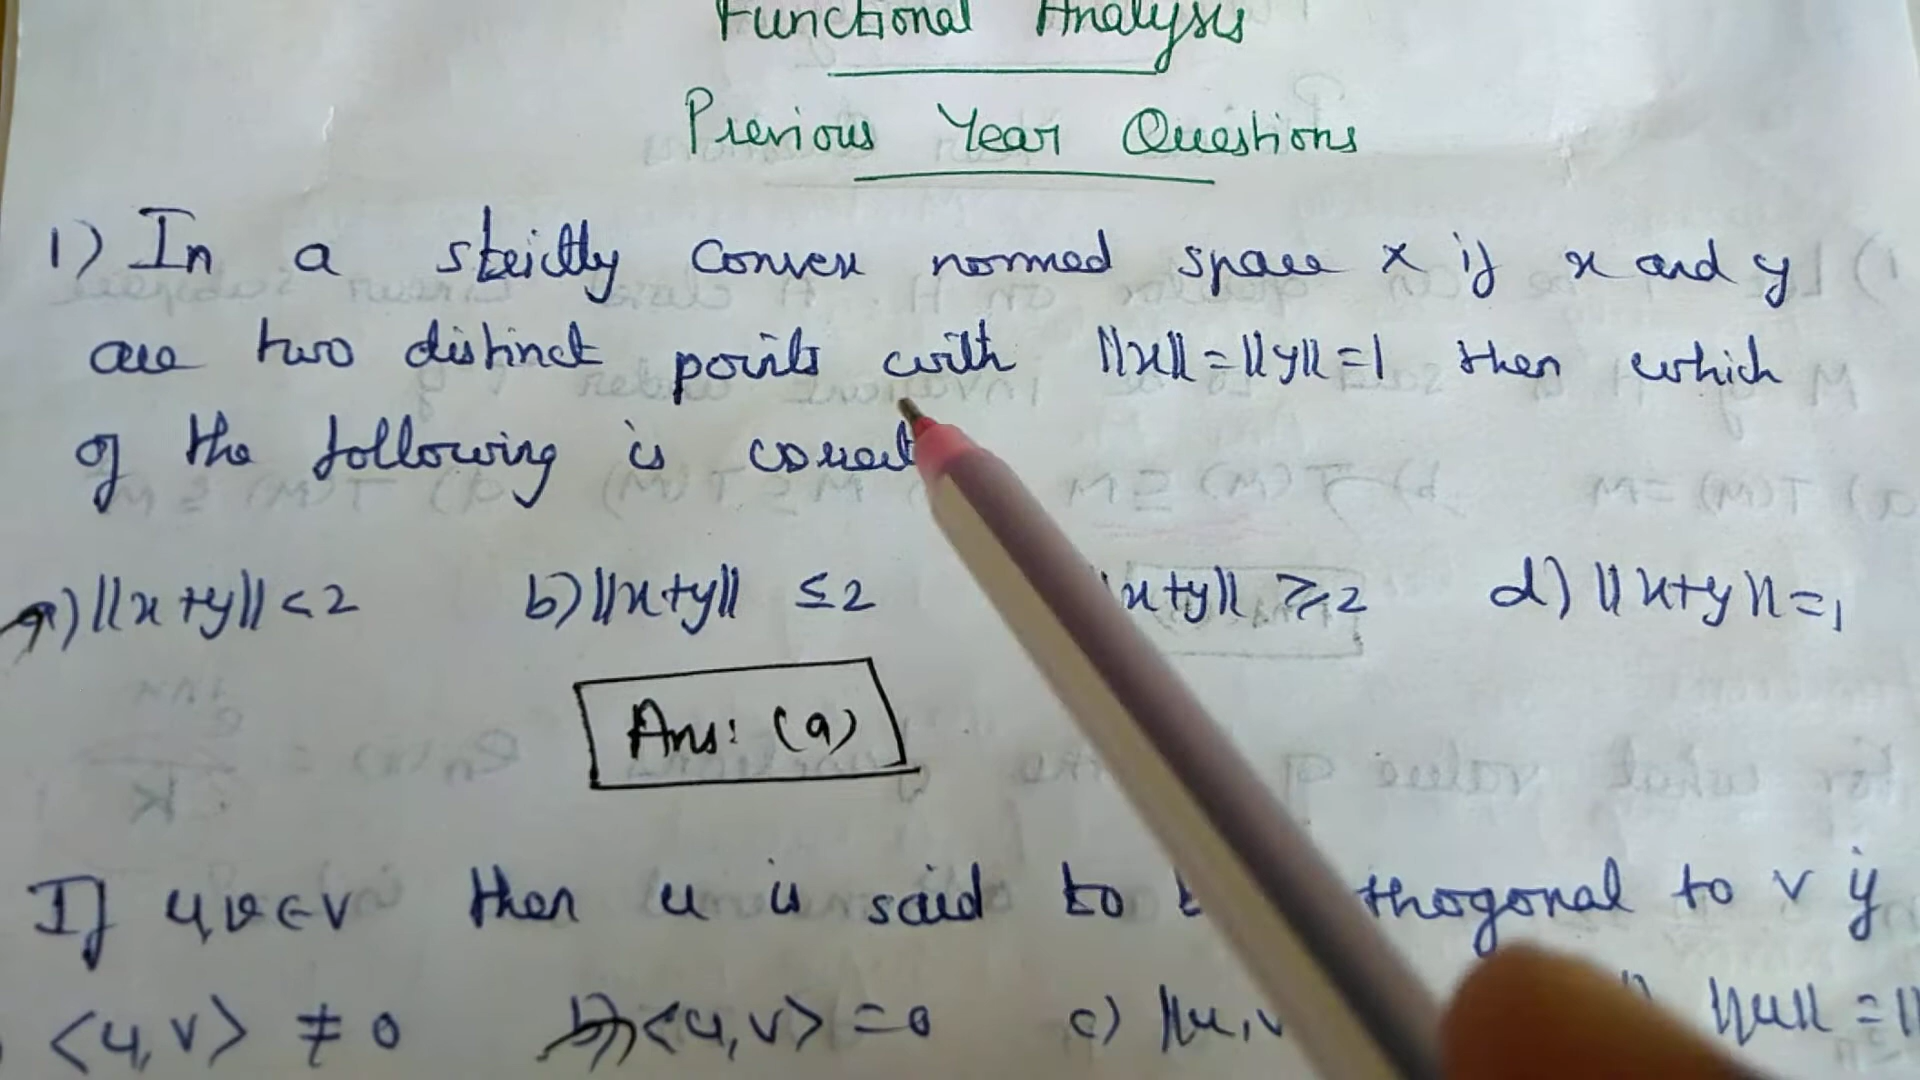 Functional Analysis
Previous Year Questions
1) In a strictly convex normed space X if x and y
are two distinct points with ||x||=||y||=1 then which
of the following is correct
a) ||x+y|| <2 b) ||x+y|| ≤2 x+y|| ≥2 d) ||x+y||=1
Ans: (a)
If u,v∈V then u is said to thogonal to v if
<u,v> ≠ 0 b) <u,v> =0 c) ||u,v ||u|| =